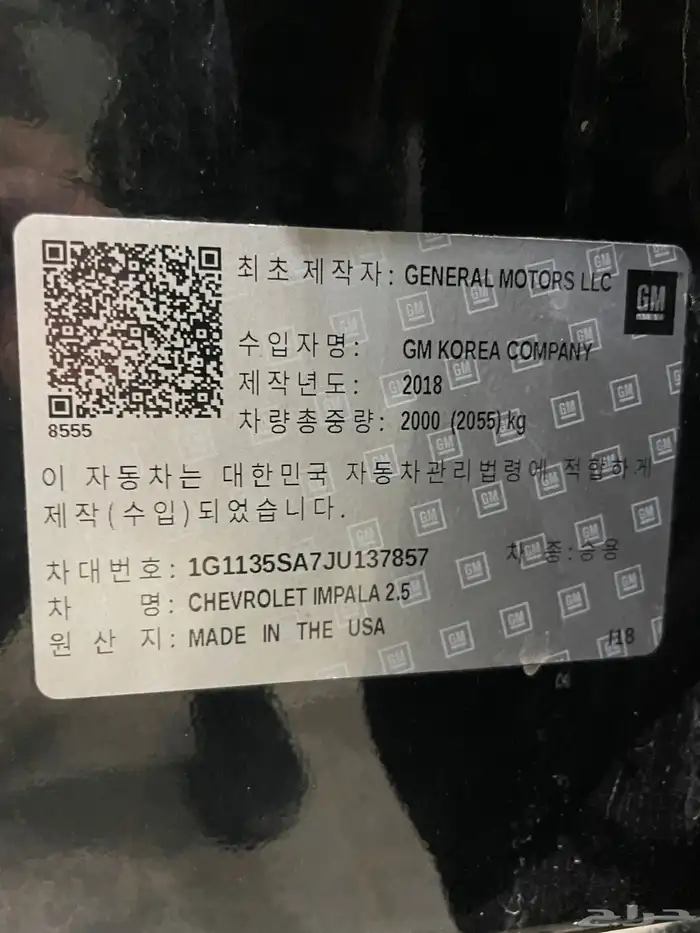 최초 제작자: GENERAL MOTORS LLC
GM
수입자명: GM KOREA COMPANY
제작년도: 2018
차량총중량: 2000 (2055) kg
8555
이 자동차는 대한민국 자동차관리법령에 적합하게
제작(수입)되었습니다.
차대번호: 1G1135SA7JU137857 차 종: 승용
차 명: CHEVROLET IMPALA 2.5
원 산 지: MADE IN THE USA
/18